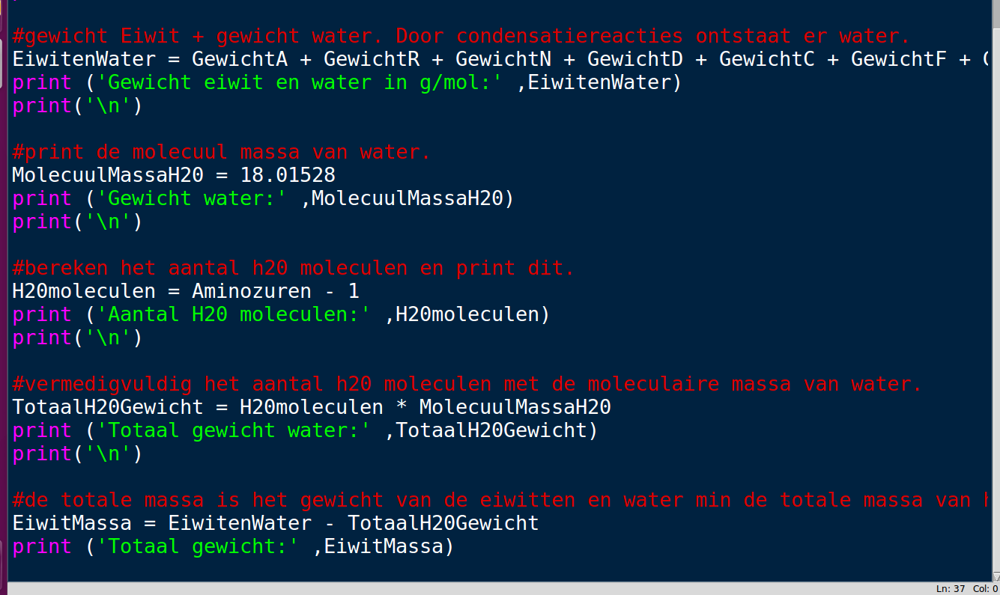 #gewicht Eiwit + gewicht water. Door condensatiereacties ontstaat er water.
EiwitenWater = GewichtA + GewichtR + GewichtN + GewichtD + GewichtC + GewichtF +
print ('Gewicht eiwit en water in g/mol:' ,EiwitenWater)
print('\n')
#print de molecuul massa van water.
MolecuulMassaH20 = 18.01528
print ('Gewicht water:' ,MolecuulMassaH20)
print('\n')
#bereken het aantal h20 moleculen en print dit.
H20moleculen = Aminozuren - 1
print ('Aantal H20 moleculen:' ,H20moleculen)
print('\n')
#vermedigvuldig het aantal h20 moleculen met de moleculaire massa van water.
TotaalH20Gewicht = H20moleculen * MolecuulMassaH20
print ('Totaal gewicht water:' ,TotaalH20Gewicht)
print('\n')
#de totale massa is het gewicht van de eiwitten en water min de totale massa van
EiwitMassa = EiwitenWater - TotaalH20Gewicht
print ('Totaal gewicht:' ,EiwitMassa)
Ln: 37 Col: 0